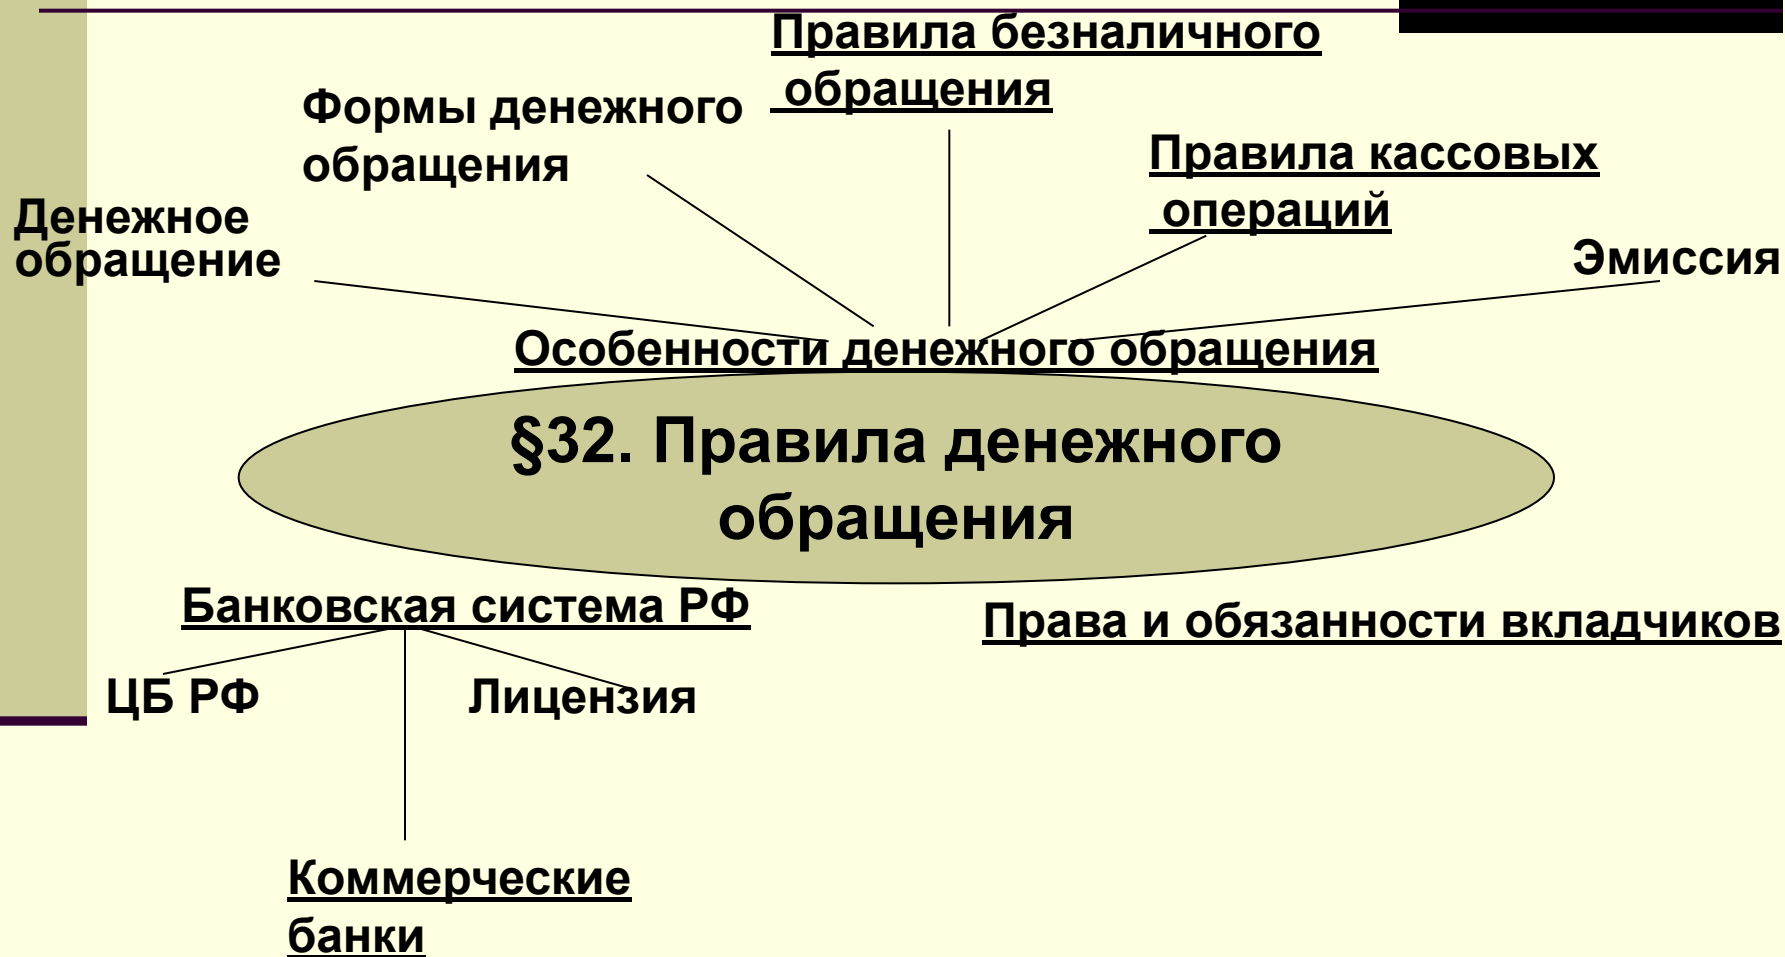 Правила безналичного
обращения
Формы денежного
обращения
Правила кассовых
операций
Денежное
обращение
Эмиссия
Особенности денежного обращения
§32. Правила денежного
обращения
Банковская система РФ
Права и обязанности вкладчиков
ЦБ РФ
Лицензия
Коммерческие
банки